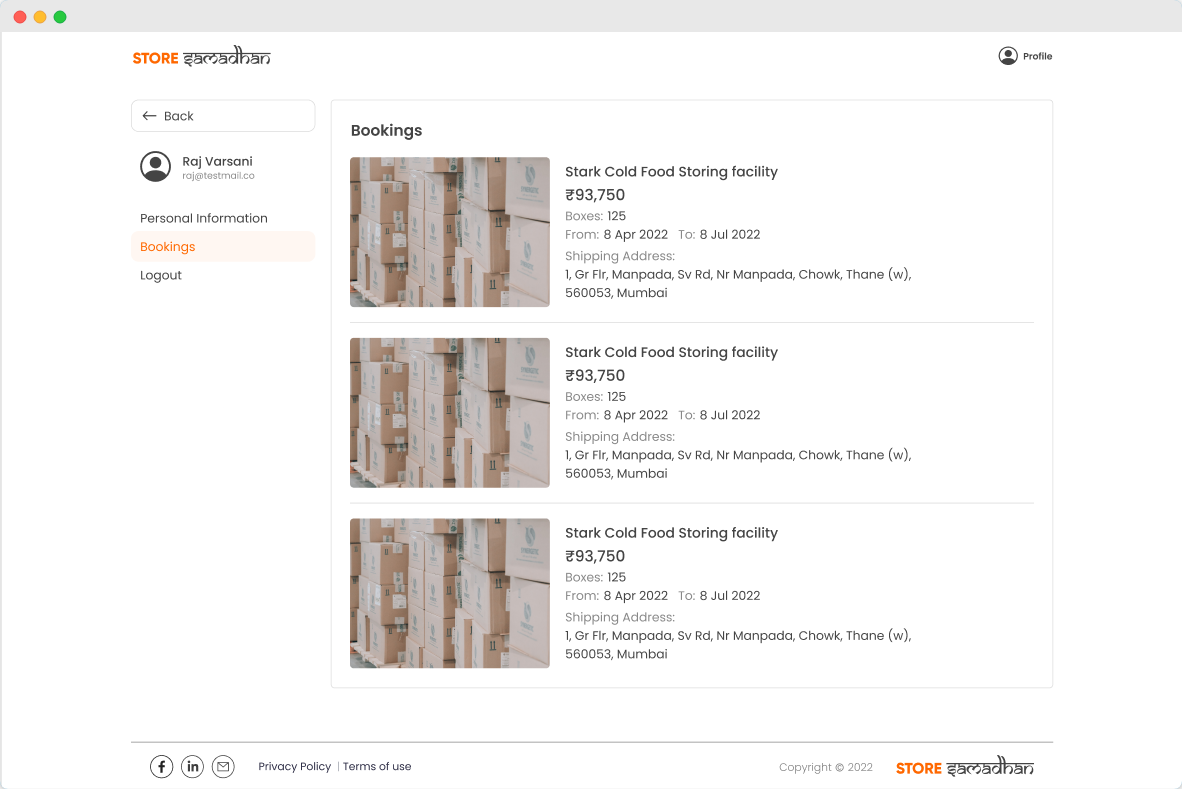 STORE samadhan
Profile
Back
Raj Varsani
raj@testmail.co
Personal Information
Bookings
Logout
Bookings
Stark Cold Food Storing facility
₹93,750
Boxes: 125
From: 8 Apr 2022 To: 8 Jul 2022
Shipping Address:
1, Gr Flr, Manpada, Sv Rd, Nr Manpada, Chowk, Thane (w),
560053, Mumbai
Stark Cold Food Storing facility
₹93,750
Boxes: 125
From: 8 Apr 2022 To: 8 Jul 2022
Shipping Address:
1, Gr Flr, Manpada, Sv Rd, Nr Manpada, Chowk, Thane (w),
560053, Mumbai
Stark Cold Food Storing facility
₹93,750
Boxes: 125
From: 8 Apr 2022 To: 8 Jul 2022
Shipping Address:
1, Gr Flr, Manpada, Sv Rd, Nr Manpada, Chowk, Thane (w),
560053, Mumbai
Privacy Policy | Terms of use
Copyright © 2022
STORE samadhan